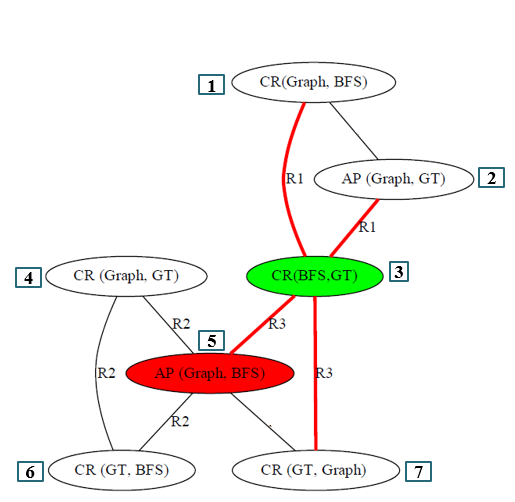 1
CR(Graph, BFS)
R1
AP (Graph, GT)
2
R1
4
CR (Graph, GT)
CR(BFS,GT)
3
R2
5
R3
R2
AP (Graph, BFS)
R3
R2
6
CR (GT, BFS)
CR (GT, Graph)
7